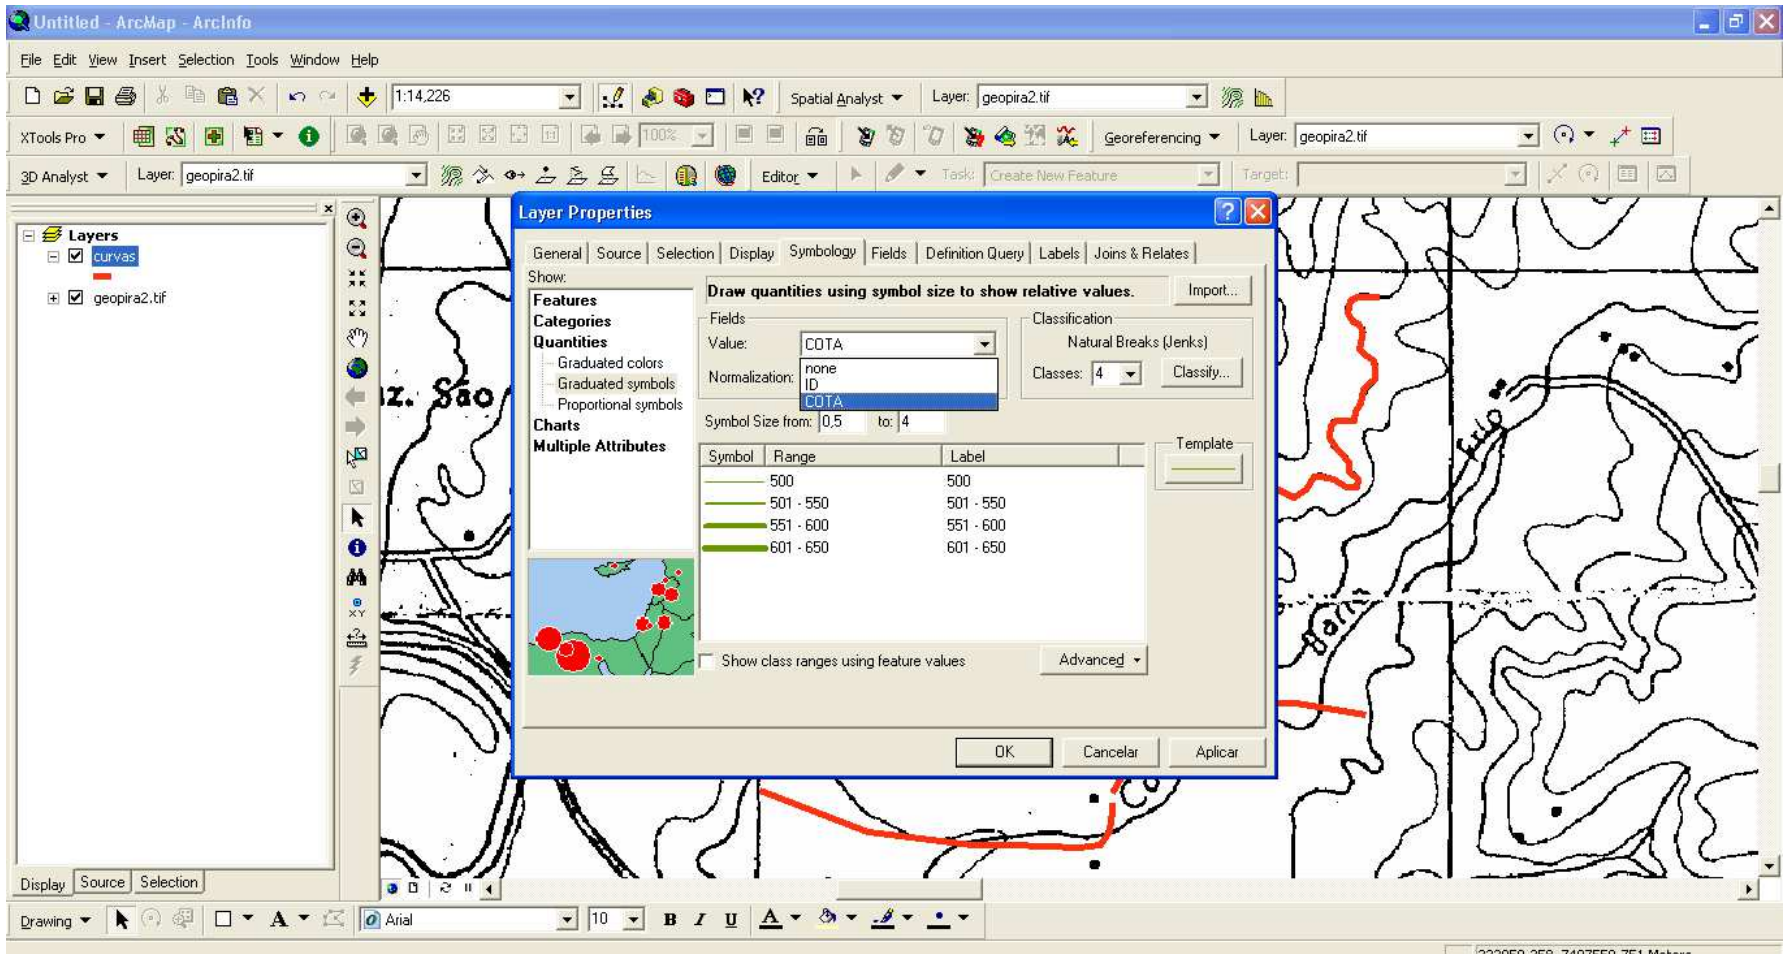 Untitled - ArcMap - ArcInfo
File Edit View Insert Selection Tools Window Help
1:14,226 Spatial Analyst Layer: geopira2.tif
XTools Pro 100% Georeferencing Layer: geopira2.tif
3D Analyst Layer: geopira2.tif Editor Task: Create New Feature Target:
Layers
curvas
geopira2.tif
Layer Properties
General Source Selection Display Symbology Fields Definition Query Labels Joins & Relates
Show:
Features
Categories
Quantities
Graduated colors
Graduated symbols
Proportional symbols
Charts
Multiple Attributes
Draw quantities using symbol size to show relative values. Import...
Fields
Value: COTA
Normalization:
none
ID
COTA
Classification
Natural Breaks (Jenks)
Classes: 4 Classify...
Symbol Size from: 0,5 to: 4
Template
Symbol Range Label
500 500
501 - 550 501 - 550
551 - 600 551 - 600
601 - 650 601 - 650
Show class ranges using feature values Advanced
OK Cancelar Aplicar
z. São
Frio
Display Source Selection
Drawing Arial 10 B I U A